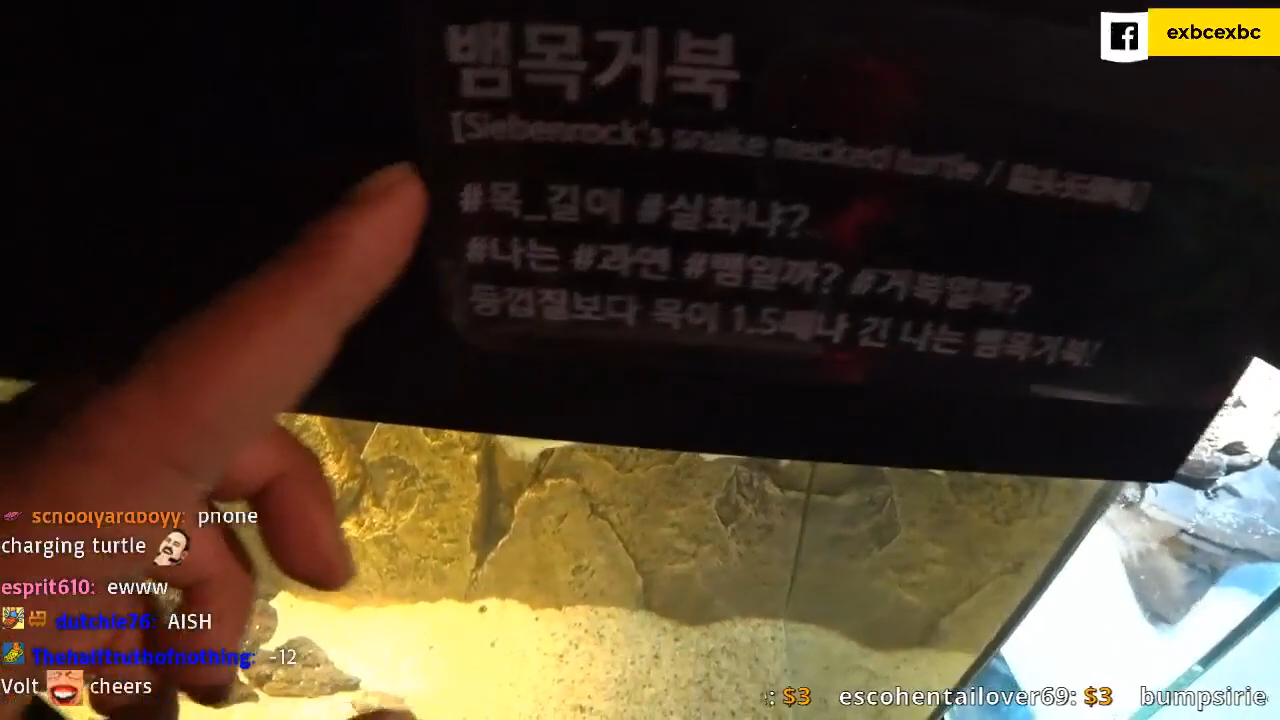 exbcexbc
뱀목거북
[Siebenrock's snake necked turtle /
#목_길이 #실화냐?
#나는 #과연 #뱀일까? #거북일까?
등껍질보다 목이 1.5배나 긴 나는 뱀목거북!
schoolyardboyy: phone
charging turtle
esprit610: ewww
dutchie76: AISH
Thehalftruthofnothing: -12
Volt cheers
: $3 escohentailover69: $3 bumpsirie